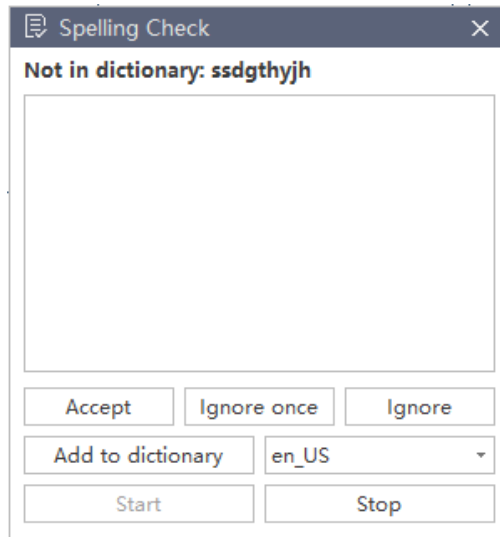 Spelling Check
Not in dictionary: ssdgthyjh
Accept Ignore once Ignore
Add to dictionary en_US
Start Stop